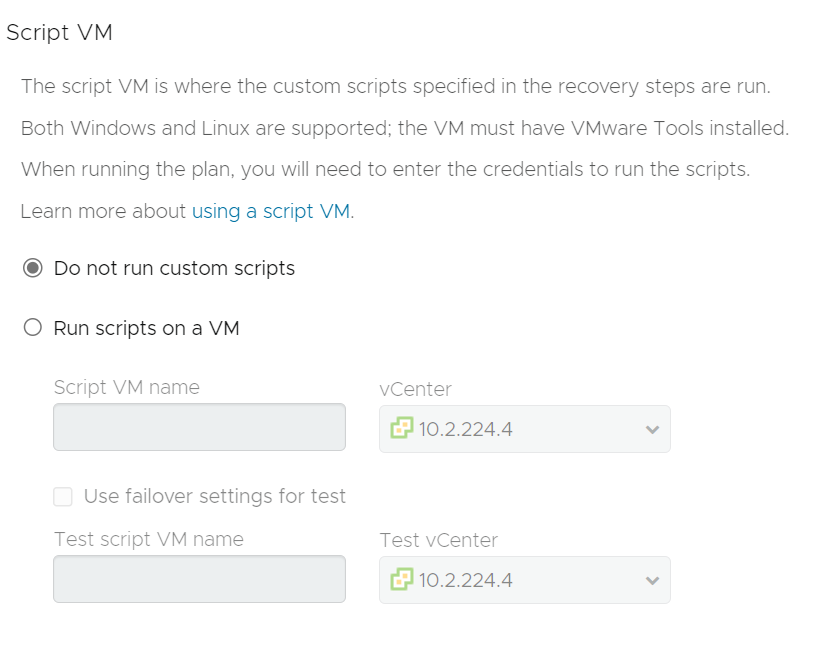 Script VM
The script VM is where the custom scripts specified in the recovery steps are run.
Both Windows and Linux are supported; the VM must have VMware Tools installed.
When running the plan, you will need to enter the credentials to run the scripts.
Learn more about using a script VM.
Do not run custom scripts
Run scripts on a VM
Script VM name
vCenter
10.2.224.4
Use failover settings for test
Test script VM name
Test vCenter
10.2.224.4